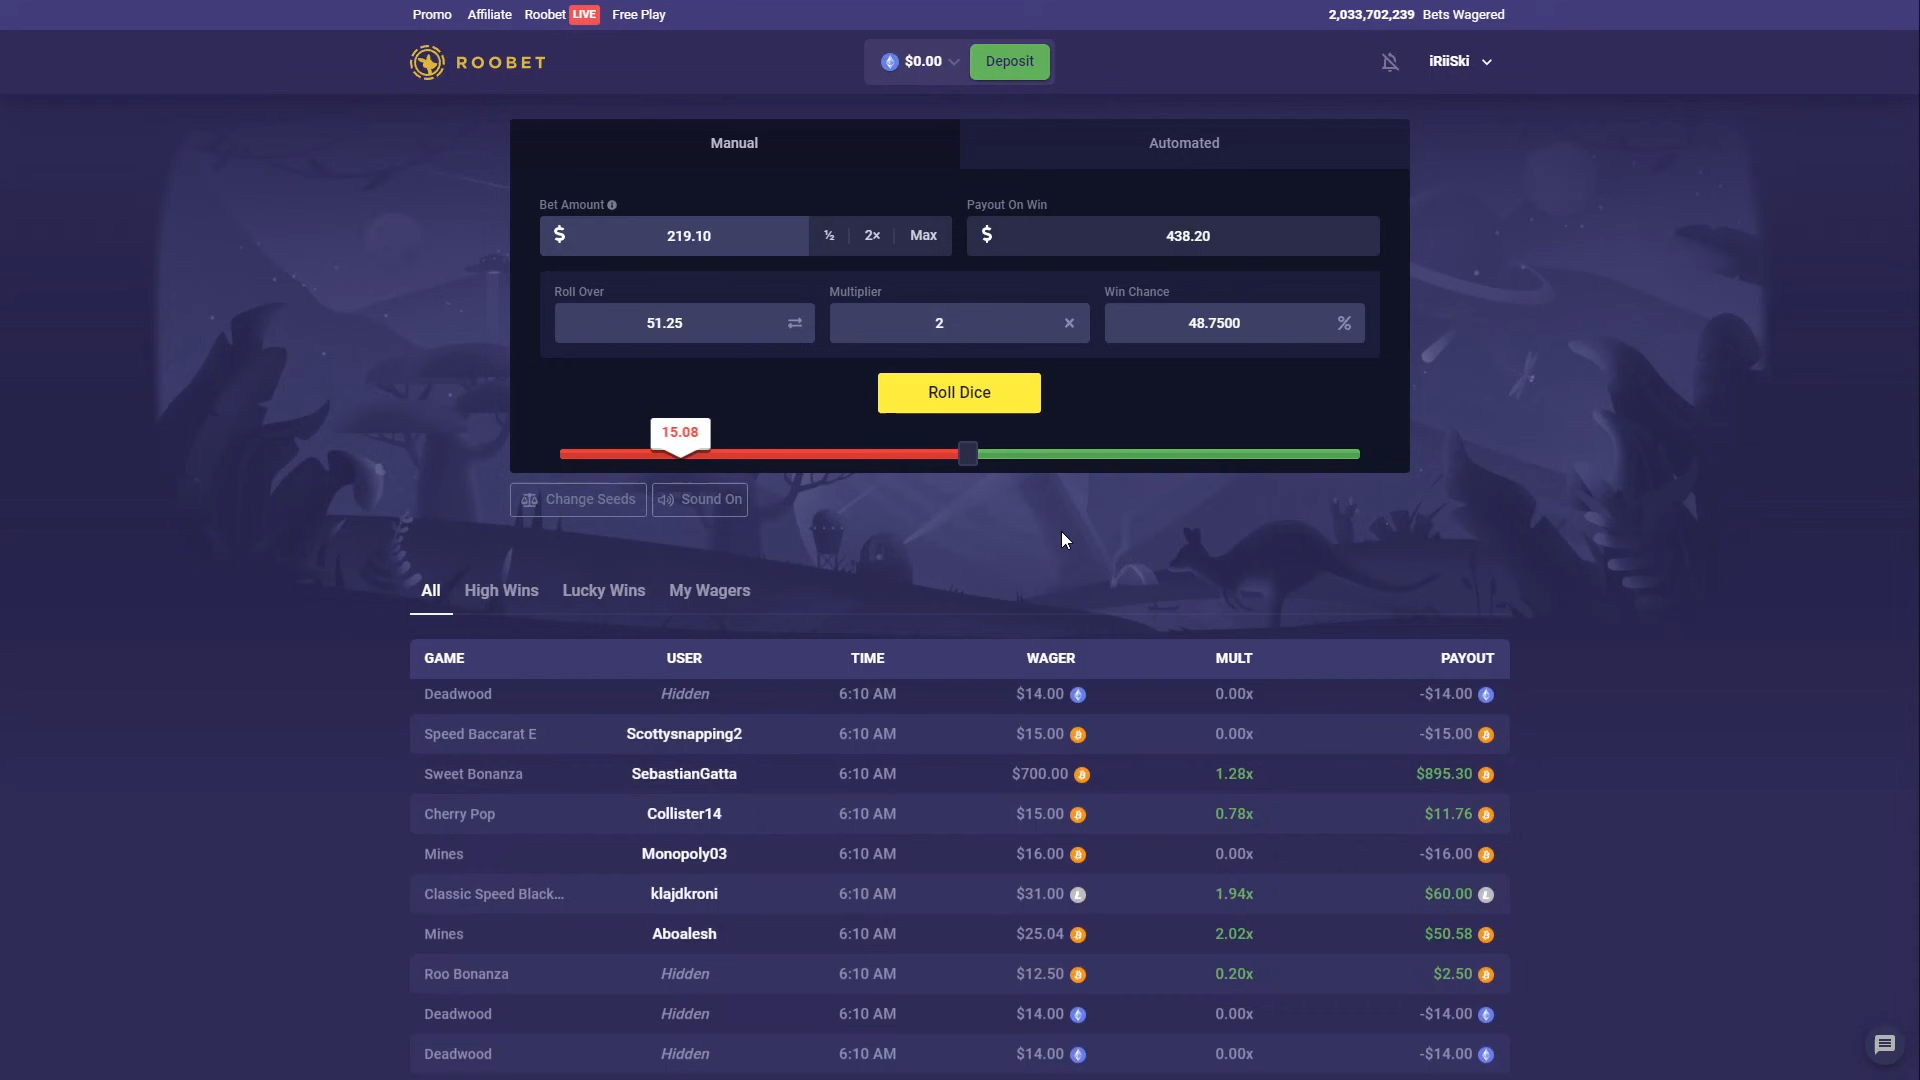 Promo Affiliate Roobet LIVE Free Play 2,033,702,239 Bets Wagered
ROOBET $0.00 Deposit iRiiSki
Manual Automated
Bet Amount Payout On Win
$ 219.10 ½ 2× Max $ 438.20
Roll Over Multiplier Win Chance
51.25 2 × 48.7500 %
Roll Dice
15.08
Change Seeds Sound On
All High Wins Lucky Wins My Wagers
GAME USER TIME WAGER MULT PAYOUT
Deadwood Hidden 6:10 AM $14.00 0.00x -$14.00
Speed Baccarat E Scottysnapping2 6:10 AM $15.00 0.00x -$15.00
Sweet Bonanza SebastianGatta 6:10 AM $700.00 1.28x $895.30
Cherry Pop Collister14 6:10 AM $15.00 0.78x $11.76
Mines Monopoly03 6:10 AM $16.00 0.00x -$16.00
Classic Speed Black... klajdkroni 6:10 AM $31.00 1.94x $60.00
Mines Aboalesh 6:10 AM $25.04 2.02x $50.58
Roo Bonanza Hidden 6:10 AM $12.50 0.20x $2.50
Deadwood Hidden 6:10 AM $14.00 0.00x -$14.00
Deadwood Hidden 6:10 AM $14.00 0.00x -$14.00